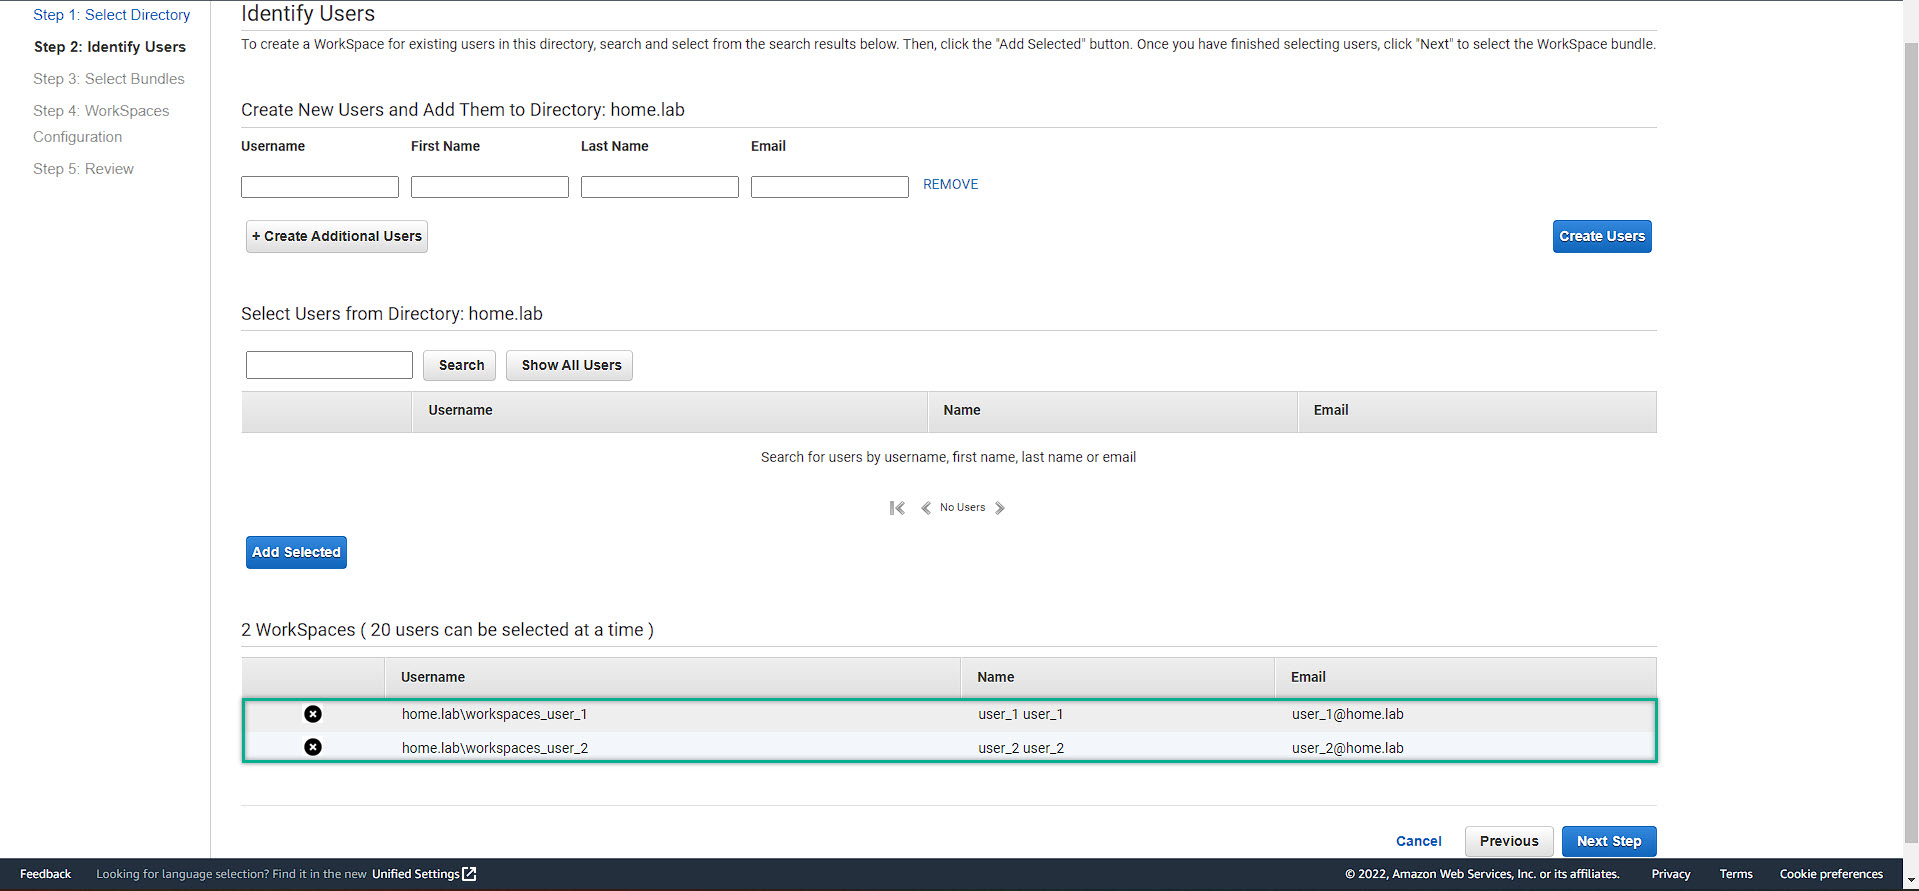 Step 1: Select Directory
Step 2: Identify Users
Step 3: Select Bundles
Step 4: WorkSpaces
Configuration
Step 5: Review
Identify Users
To create a WorkSpace for existing users in this directory, search and select from the search results below. Then, click the "Add Selected" button. Once you have finished selecting users, click "Next" to select the WorkSpace bundle.
Create New Users and Add Them to Directory: home.lab
Username First Name Last Name Email
REMOVE
+ Create Additional Users Create Users
Select Users from Directory: home.lab
Search Show All Users
Username Name Email
Search for users by username, first name, last name or email
No Users
Add Selected
2 WorkSpaces ( 20 users can be selected at a time )
Username Name Email
home.lab\workspaces_user_1 user_1 user_1 user_1@home.lab
home.lab\workspaces_user_2 user_2 user_2 user_2@home.lab
Cancel Previous Next Step
Feedback Looking for language selection? Find it in the new Unified Settings © 2022, Amazon Web Services, Inc. or its affiliates. Privacy Terms Cookie preferences